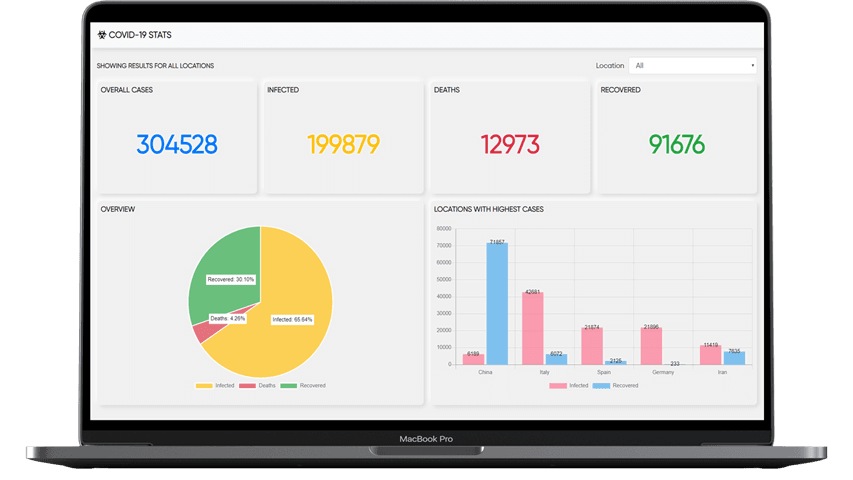 COVID-19 STATS
SHOWING RESULTS FOR ALL LOCATIONS
Location All
OVERALL CASES
304528
INFECTED
199879
DEATHS
12973
RECOVERED
91676
OVERVIEW
Recovered: 30.10%
Deaths: 4.26%
Infected: 65.64%
Infected Deaths Recovered
LOCATIONS WITH HIGHEST CASES
80000
70000
60000
50000
40000
30000
20000
10000
0
71857
42681
21874
21896
11419
6189
6072
2125
233
7635
China Italy Spain Germany Iran
Infected Recovered
MacBook Pro